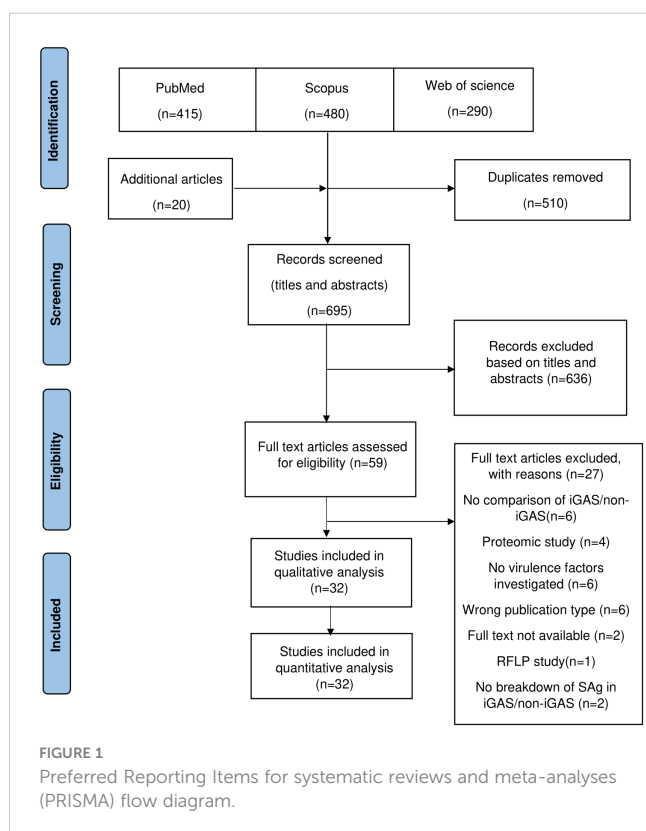 Identification
PubMed
(n=415)
Scopus
(n=480)
Web of science
(n=290)
Additional articles
(n=20)
Duplicates removed
(n=510)
Screening
Records screened
(titles and abstracts)
(n=695)
Records excluded
based on titles and
abstracts (n=636)
Eligibility
Full text articles assessed
for eligibility (n=59)
Full text articles excluded,
with reasons (n=27)
No comparison of iGAS/non-
iGAS(n=6)
Proteomic study (n=4)
No virulence factors
investigated (n=6)
Wrong publication type (n=6)
Full text not available (n=2)
RFLP study(n=1)
No breakdown of SAg in
iGAS/non-iGAS (n=2)
Included
Studies included in
qualitative analysis
(n=32)
Studies included in
quantitative analysis
(n=32)
FIGURE 1
Preferred Reporting Items for systematic reviews and meta-analyses
(PRISMA) flow diagram.